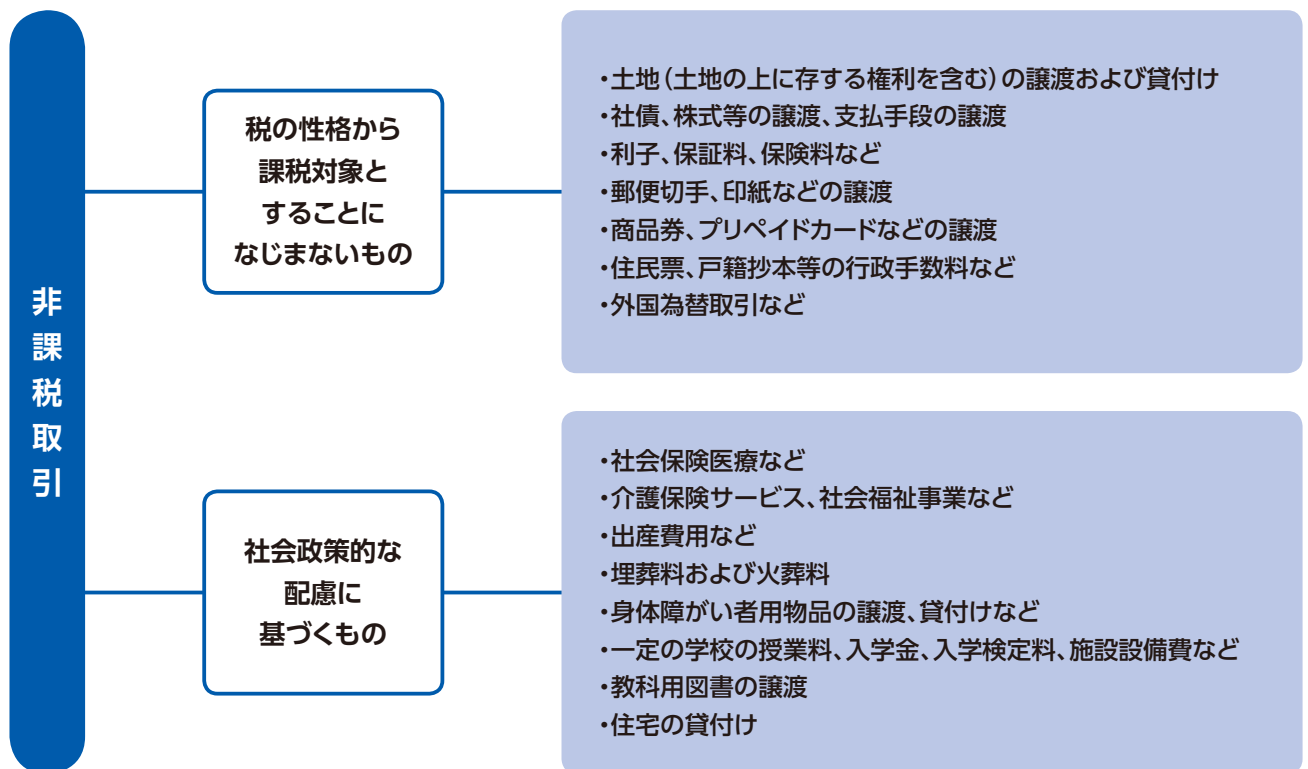 非課税取引
税の性格から
課税対象と
することに
なじまないもの
・土地(土地の上に存する権利を含む)の譲渡および貸付け
・社債、株式等の譲渡、支払手段の譲渡
・利子、保証料、保険料など
・郵便切手、印紙などの譲渡
・商品券、プリペイドカードなどの譲渡
・住民票、戸籍抄本等の行政手数料など
・外国為替取引など
社会政策的な
配慮に
基づくもの
・社会保険医療など
・介護保険サービス、社会福祉事業など
・出産費用など
・埋葬料および火葬料
・身体障がい者用物品の譲渡、貸付けなど
・一定の学校の授業料、入学金、入学検定料、施設設備費など
・教科用図書の譲渡
・住宅の貸付け